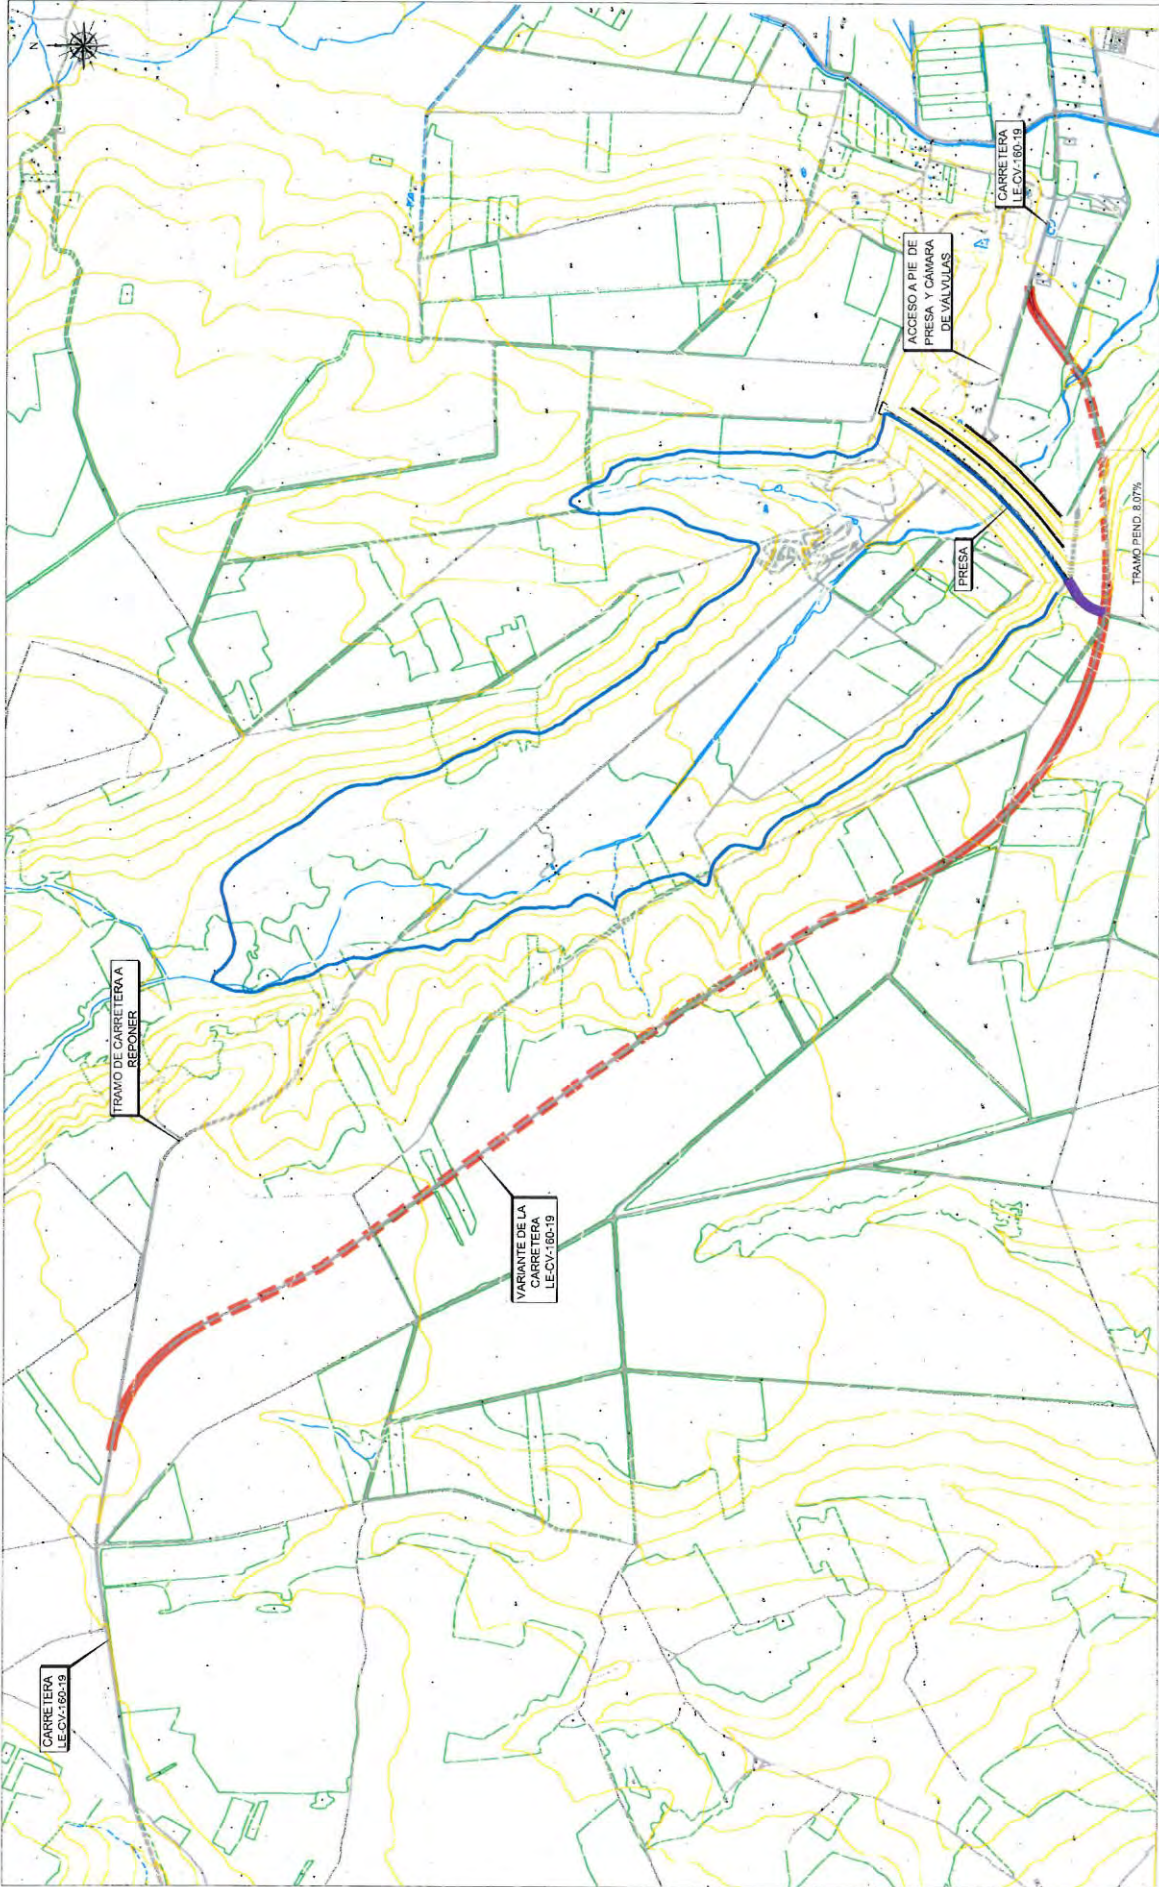 N
CARRETERA
LE-CV-160-19
TRAMO DE CARRETERA A
REPONER
VARIANTE DE LA
CARRETERA
LE-CV-160-19
PRESA
ACCESO A PIE DE
PRESA Y CÁMARA
DE VÁLVULAS
CARRETERA
LE-CV-160-19
TRAMO PEND. 8.07%